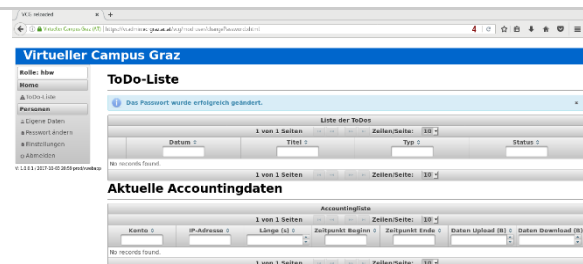 VCG reloaded
Virtueller Campus Graz
Rolle: hbw
Home
ToDo-Liste
Personen
Eigene Daten
Passwort ändern
Einstellungen
Abmelden
ToDo-Liste
Das Passwort wurde erfolgreich geändert.
Liste der ToDos
1 von 1 Seiten Zeilen/Seite: 10
Datum Titel Typ Status
No records found.
1 von 1 Seiten Zeilen/Seite: 10
Aktuelle Accountingdaten
Accountingliste
1 von 1 Seiten Zeilen/Seite: 10
Konto IP-Adresse Länge (s) Zeitpunkt Beginn Zeitpunkt Ende Daten Upload (B) Daten Download (B)
No records found.
1 von 1 Seiten Zeilen/Seite: 10